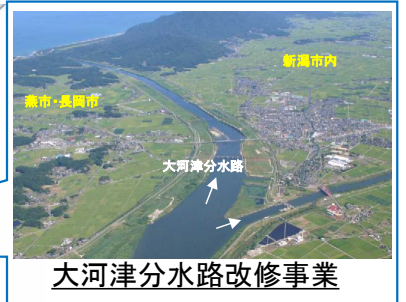 新潟市内
燕市・長岡市
大河津分水路
大河津分水路改修事業